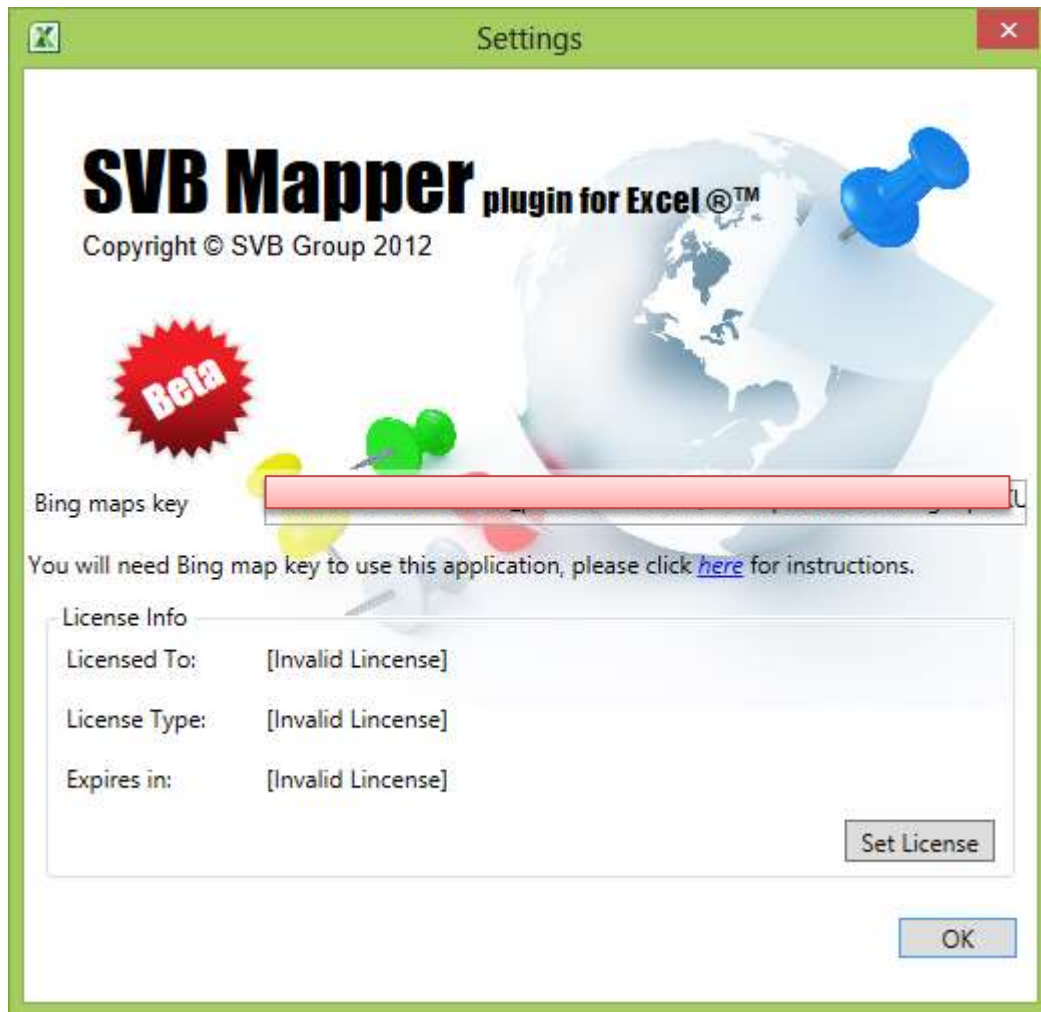 Settings
SVB Mapper plugin for Excel ®™
Copyright © SVB Group 2012
Beta
Bing maps key
You will need Bing map key to use this application, please click here for instructions.
License Info
Licensed To: [Invalid Lincense]
License Type: [Invalid Lincense]
Expires in: [Invalid Lincense]
Set License
OK